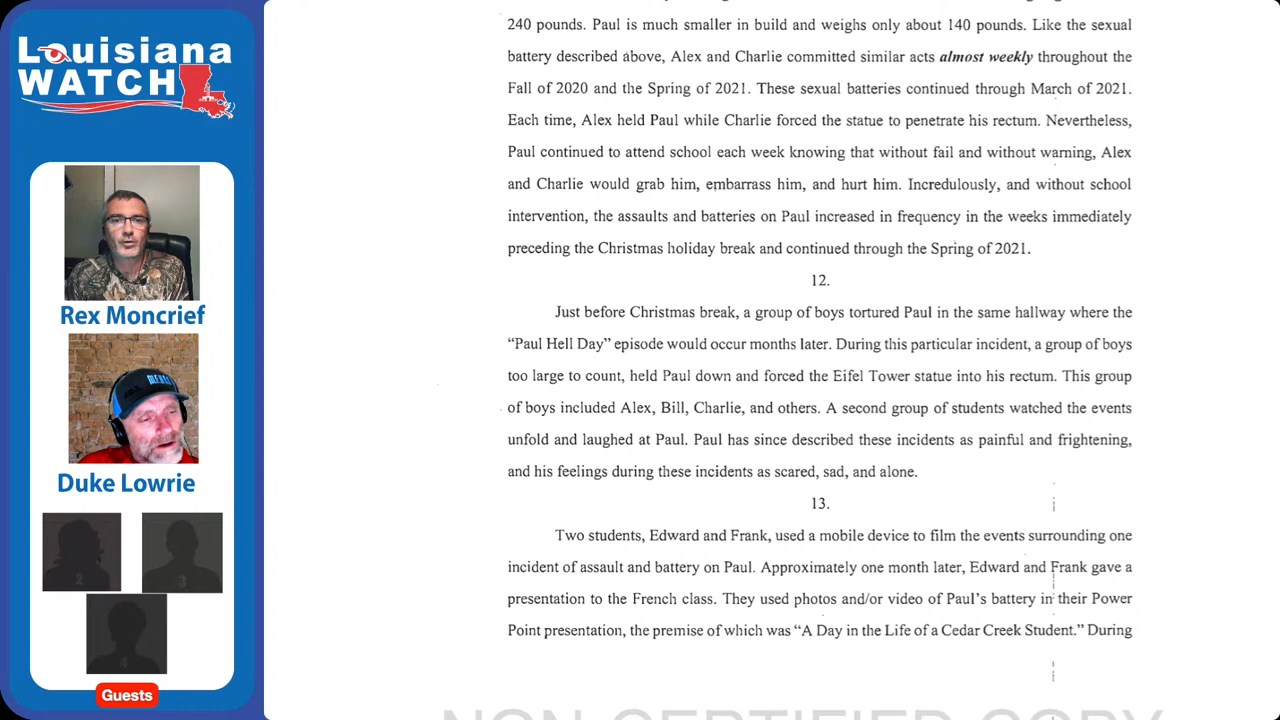 Louisiana
WATCH
Rex Moncrief
Duke Lowrie
2
3
4
Guests
240 pounds. Paul is much smaller in build and weighs only about 140 pounds. Like the sexual
battery described above, Alex and Charlie committed similar acts almost weekly throughout the
Fall of 2020 and the Spring of 2021. These sexual batteries continued through March of 2021.
Each time, Alex held Paul while Charlie forced the statue to penetrate his rectum. Nevertheless,
Paul continued to attend school each week knowing that without fail and without warning, Alex
and Charlie would grab him, embarrass him, and hurt him. Incredulously, and without school
intervention, the assaults and batteries on Paul increased in frequency in the weeks immediately
preceding the Christmas holiday break and continued through the Spring of 2021.
12.
Just before Christmas break, a group of boys tortured Paul in the same hallway where the
“Paul Hell Day” episode would occur months later. During this particular incident, a group of boys
too large to count, held Paul down and forced the Eifel Tower statue into his rectum. This group
of boys included Alex, Bill, Charlie, and others. A second group of students watched the events
unfold and laughed at Paul. Paul has since described these incidents as painful and frightening,
and his feelings during these incidents as scared, sad, and alone.
13.
Two students, Edward and Frank, used a mobile device to film the events surrounding one
incident of assault and battery on Paul. Approximately one month later, Edward and Frank gave a
presentation to the French class. They used photos and/or video of Paul’s battery in their Power
Point presentation, the premise of which was “A Day in the Life of a Cedar Creek Student.” During
NON CERTIFIED COPY